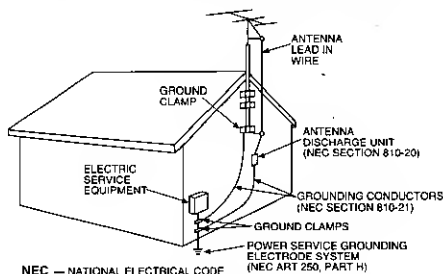 ANTENNA
LEAD IN
WIRE
GROUND
CLAMP
ANTENNA
DISCHARGE UNIT
(NEC SECTION 810-20)
ELECTRIC
SERVICE
EQUIPMENT
GROUNDING CONDUCTORS
(NEC SECTION 810-21)
GROUND CLAMPS
POWER SERVICE GROUNDING
ELECTRODE SYSTEM
(NEC ART 250, PART H)
NEC — NATIONAL ELECTRICAL CODE